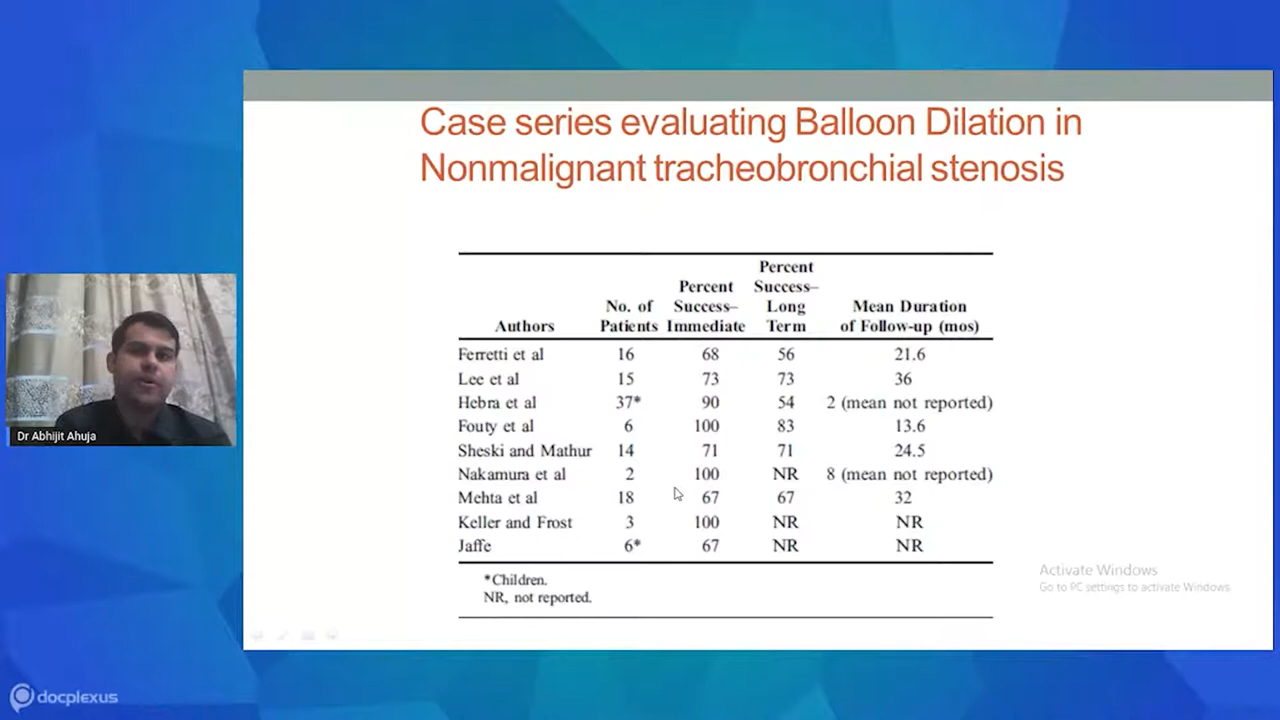 Case series evaluating Balloon Dilation in
Nonmalignant tracheobronchial stenosis
Authors No. of Patients Percent Success– Immediate Percent Success– Long Term Mean Duration of Follow-up (mos)
Ferretti et al 16 68 56 21.6
Lee et al 15 73 73 36
Hebra et al 37* 90 54 2 (mean not reported)
Fouty et al 6 100 83 13.6
Sheski and Mathur 14 71 71 24.5
Nakamura et al 2 100 NR 8 (mean not reported)
Mehta et al 18 67 67 32
Keller and Frost 3 100 NR NR
Jaffe 6* 67 NR NR
*Children.
NR, not reported.
Activate Windows
Go to PC settings to activate Windows.
Dr Abhijit Ahuja
docplexus